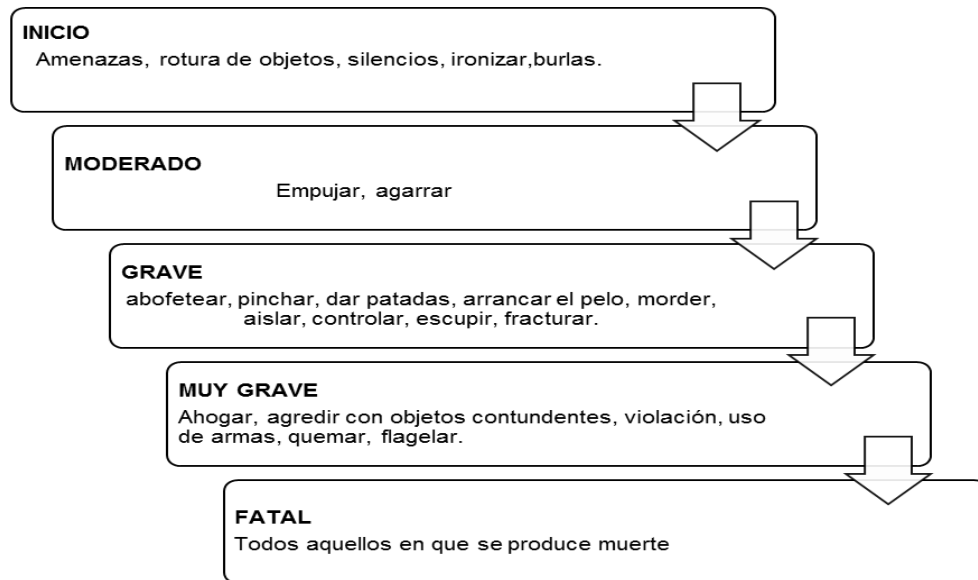 INICIO
Amenazas, rotura de objetos, silencios, ironizar,burlas.
MODERADO
Empujar, agarrar
GRAVE
abofetear, pinchar, dar patadas, arrancar el pelo, morder,
aislar, controlar, escupir, fracturar.
MUY GRAVE
Ahogar, agredir con objetos contundentes, violación, uso
de armas, quemar, flagelar.
FATAL
Todos aquellos en que se produce muerte